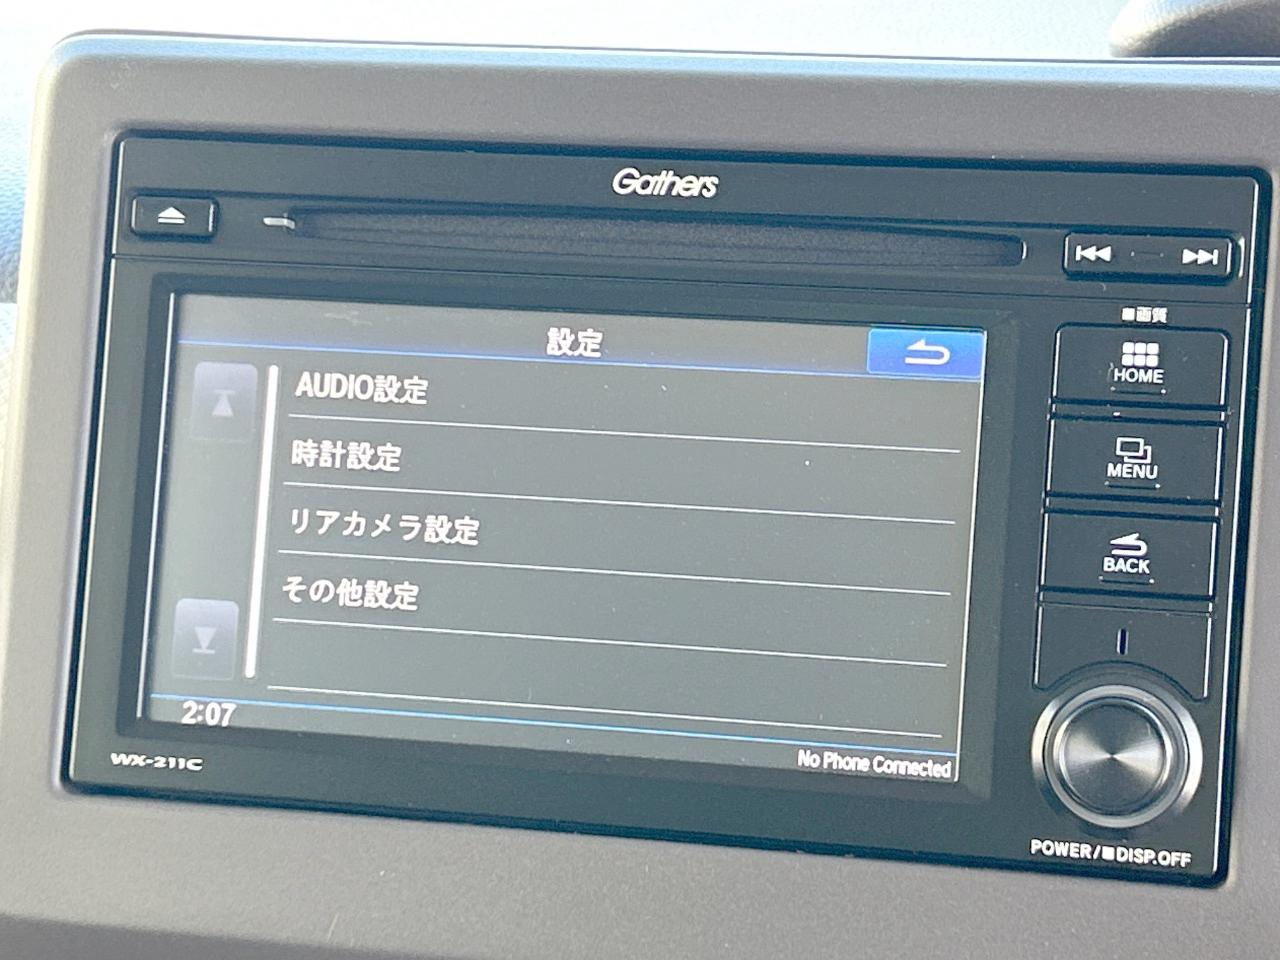 Gathers
■画質
設定
HOME
AUDIO設定
時計設定
MENU
リアカメラ設定
BACK
その他設定
2:07
No Phone Connected
WX-211C
POWER/■DISP.OFF